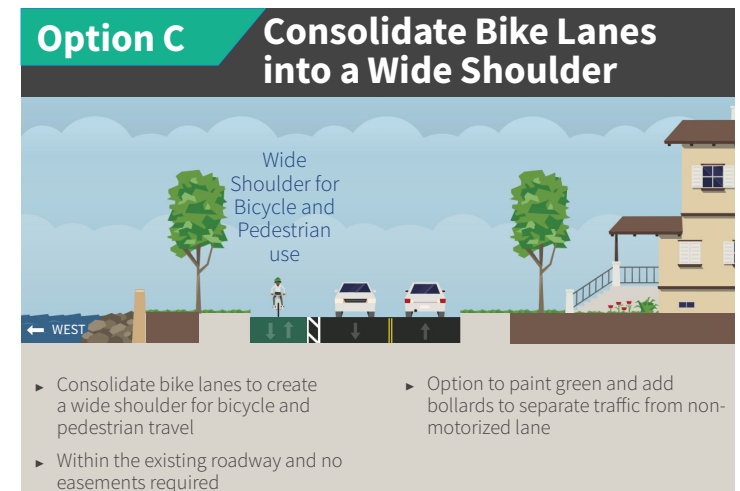 Option C
Consolidate Bike Lanes
into a Wide Shoulder
Wide
Shoulder for
Bicycle and
Pedestrian
use
← WEST
► Consolidate bike lanes to create
a wide shoulder for bicycle and
pedestrian travel
► Within the existing roadway and no
easements required
► Option to paint green and add
bollards to separate traffic from non-
motorized lane